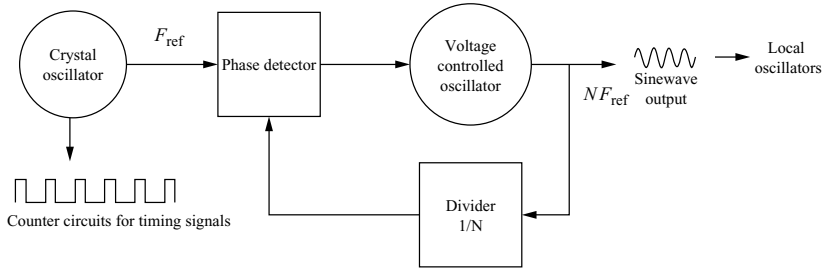 Crystal
oscillator
F_ref
Phase detector
Voltage
controlled
oscillator
NF_ref
Sinewave
output
Local
oscillators
Counter circuits for timing signals
Divider
1/N